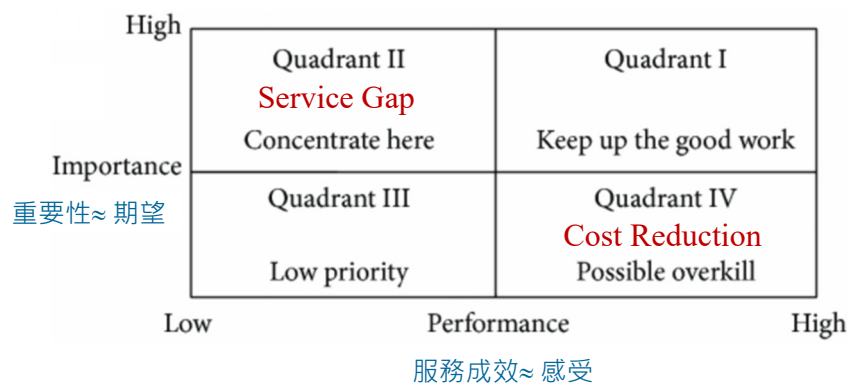 High
Quadrant II
Quadrant I
Service Gap
Concentrate here
Keep up the good work
Importance
重要性≈ 期望
Quadrant III
Quadrant IV
Cost Reduction
Low priority
Possible overkill
Low
Performance
High
服務成效≈ 感受